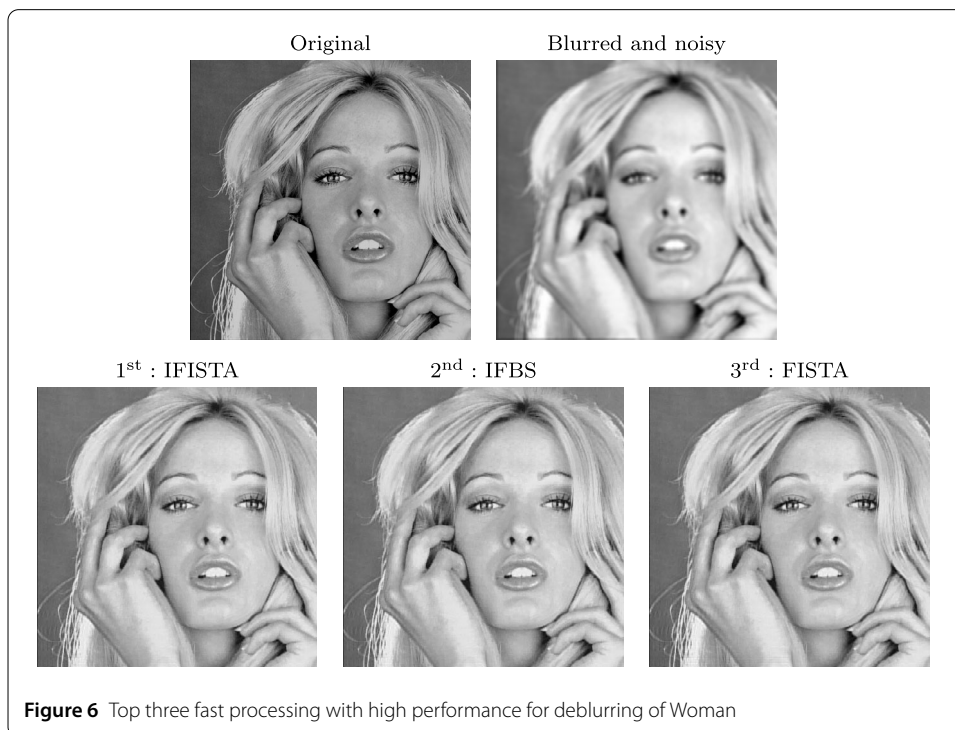 Original
Blurred and noisy
1st : IFISTA
2nd : IFBS
3rd : FISTA
Figure 6 Top three fast processing with high performance for deblurring of Woman